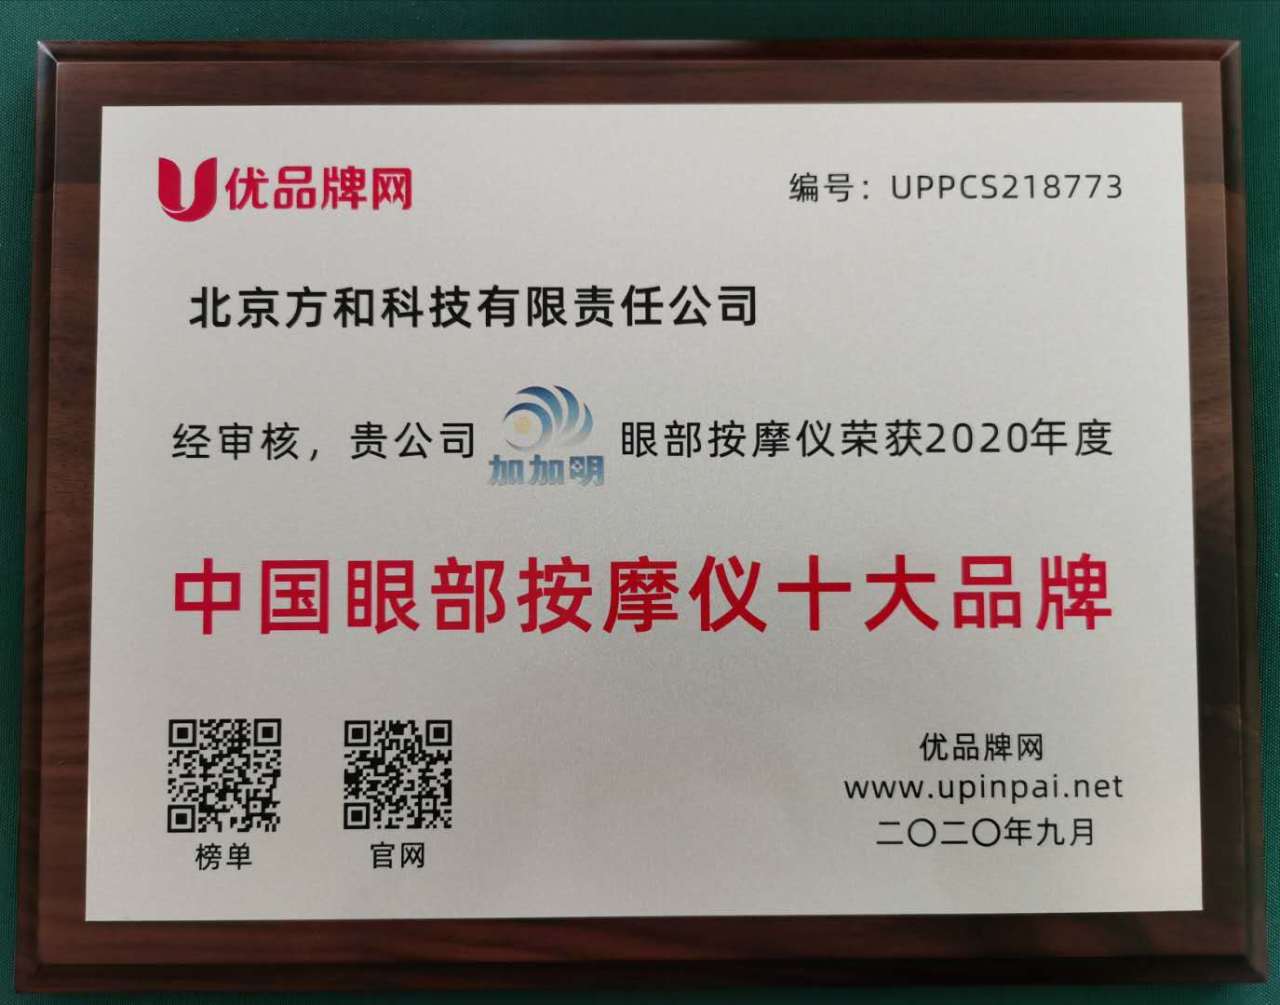 优品牌网
编号：UPPCS218773
北京方和科技有限责任公司
经审核，贵公司 加加明 眼部按摩仪荣获2020年度
中国眼部按摩仪十大品牌
榜单
官网
优品牌网
www.upinpai.net
二〇二〇年九月